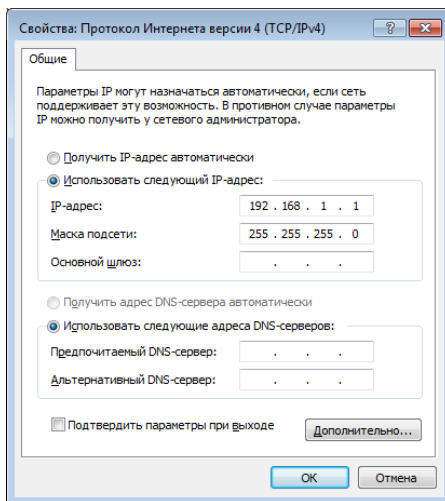 Свойства: Протокол Интернета версии 4 (TCP/IPv4)
Общие
Параметры IP могут назначаться автоматически, если сеть
поддерживает эту возможность. В противном случае параметры
IP можно получить у сетевого администратора.
Получить IP-адрес автоматически
Использовать следующий IP-адрес:
IP-адрес: 192 . 168 . 1 . 1
Маска подсети: 255 . 255 . 255 . 0
Основной шлюз: . . .
Получить адрес DNS-сервера автоматически
Использовать следующие адреса DNS-серверов:
Предпочитаемый DNS-сервер: . . .
Альтернативный DNS-сервер: . . .
Подтвердить параметры при выходе
Дополнительно...
ОК Отмена